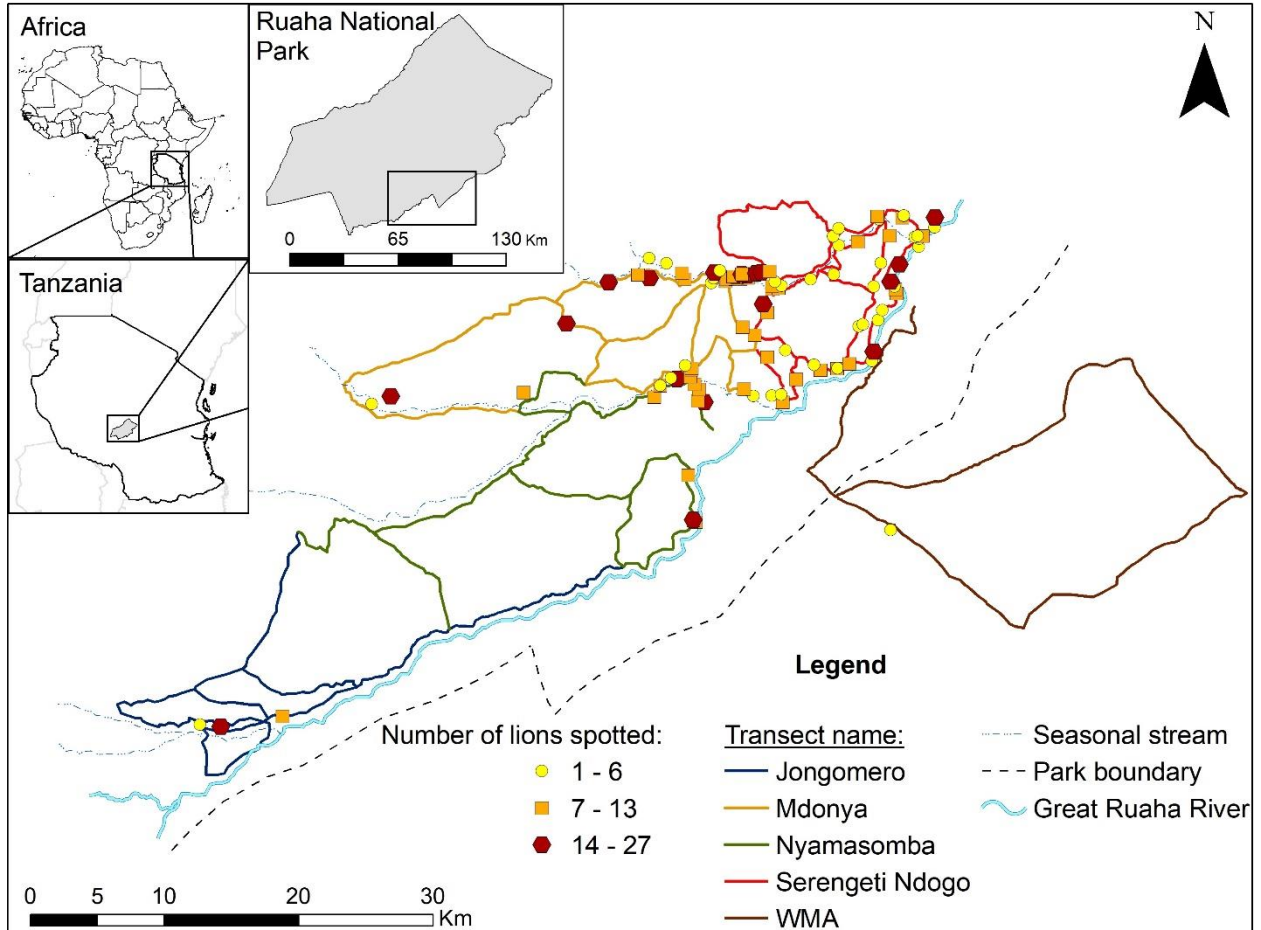 Africa
Ruaha National
Park
0 65 130 Km
N
Tanzania
Legend
Number of lions spotted:
1 - 6
7 - 13
14 - 27
Transect name:
Jongomero
Mdonya
Nyamasomba
Serengeti Ndogo
WMA
Seasonal stream
Park boundary
Great Ruaha River
0 5 10 20 30
Km